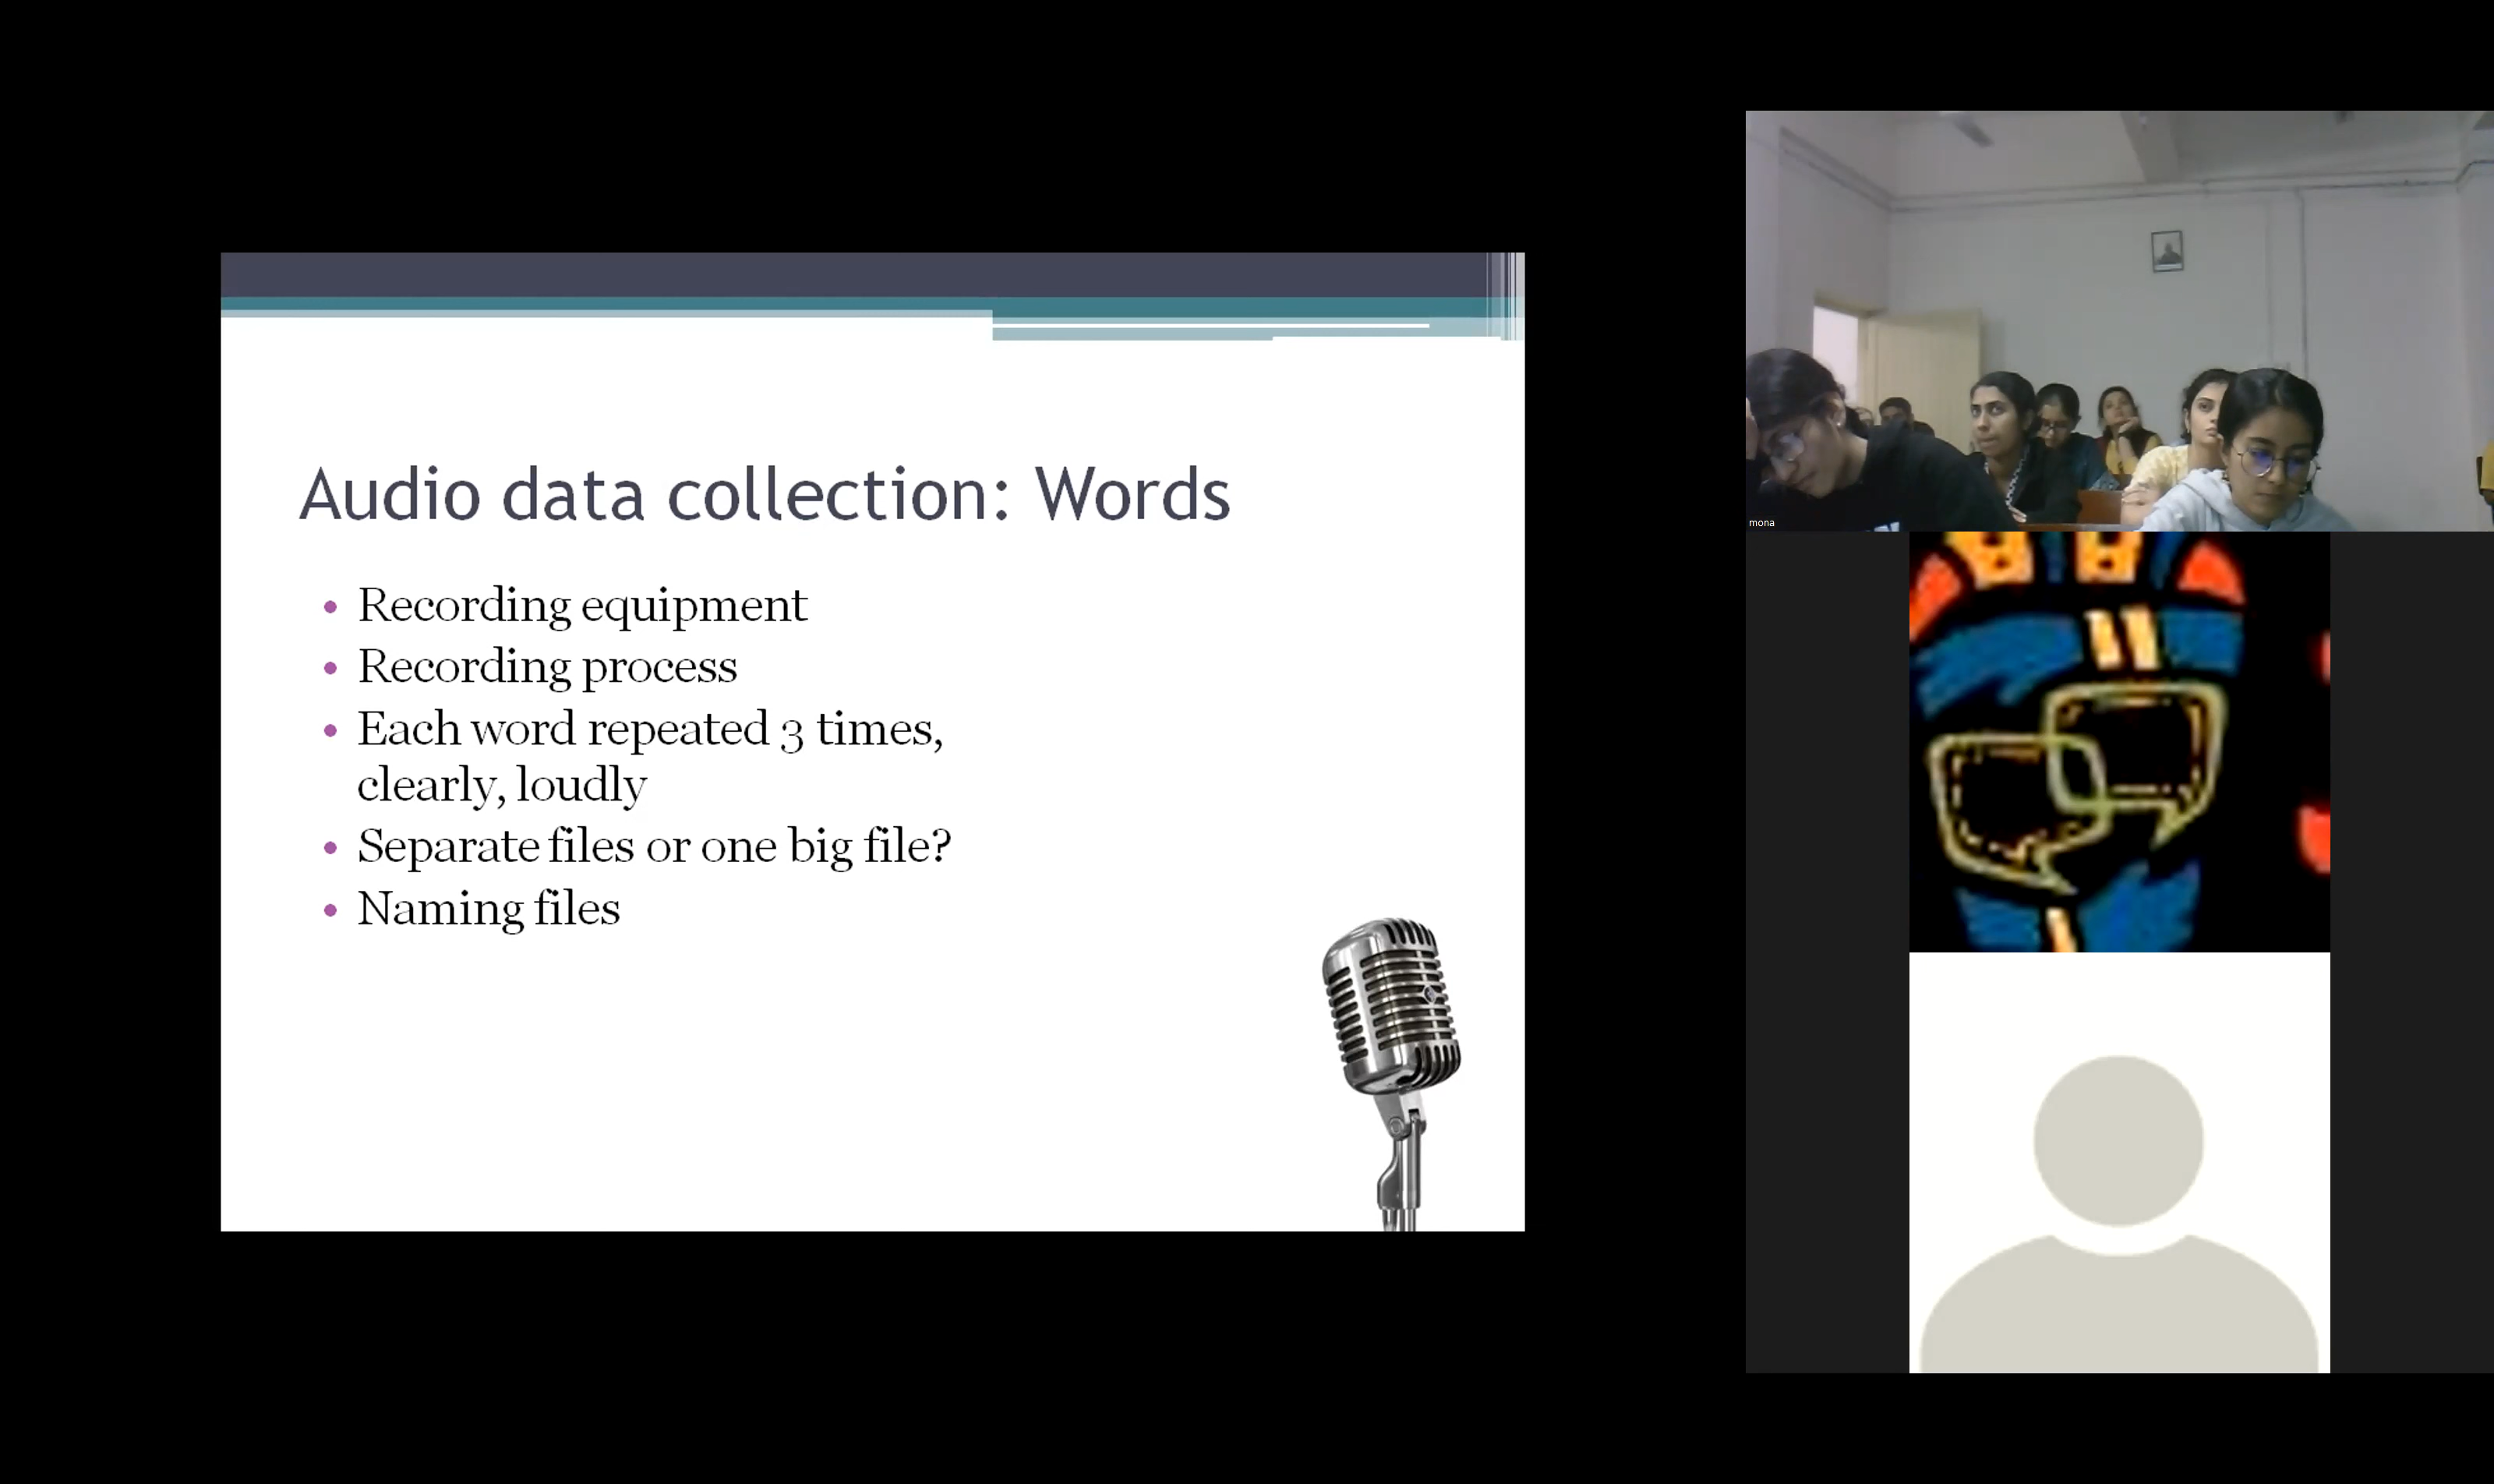 Audio data collection: Words
• Recording equipment
• Recording process
• Each word repeated 3 times,
clearly, loudly
• Separate files or one big file?
• Naming files
mona